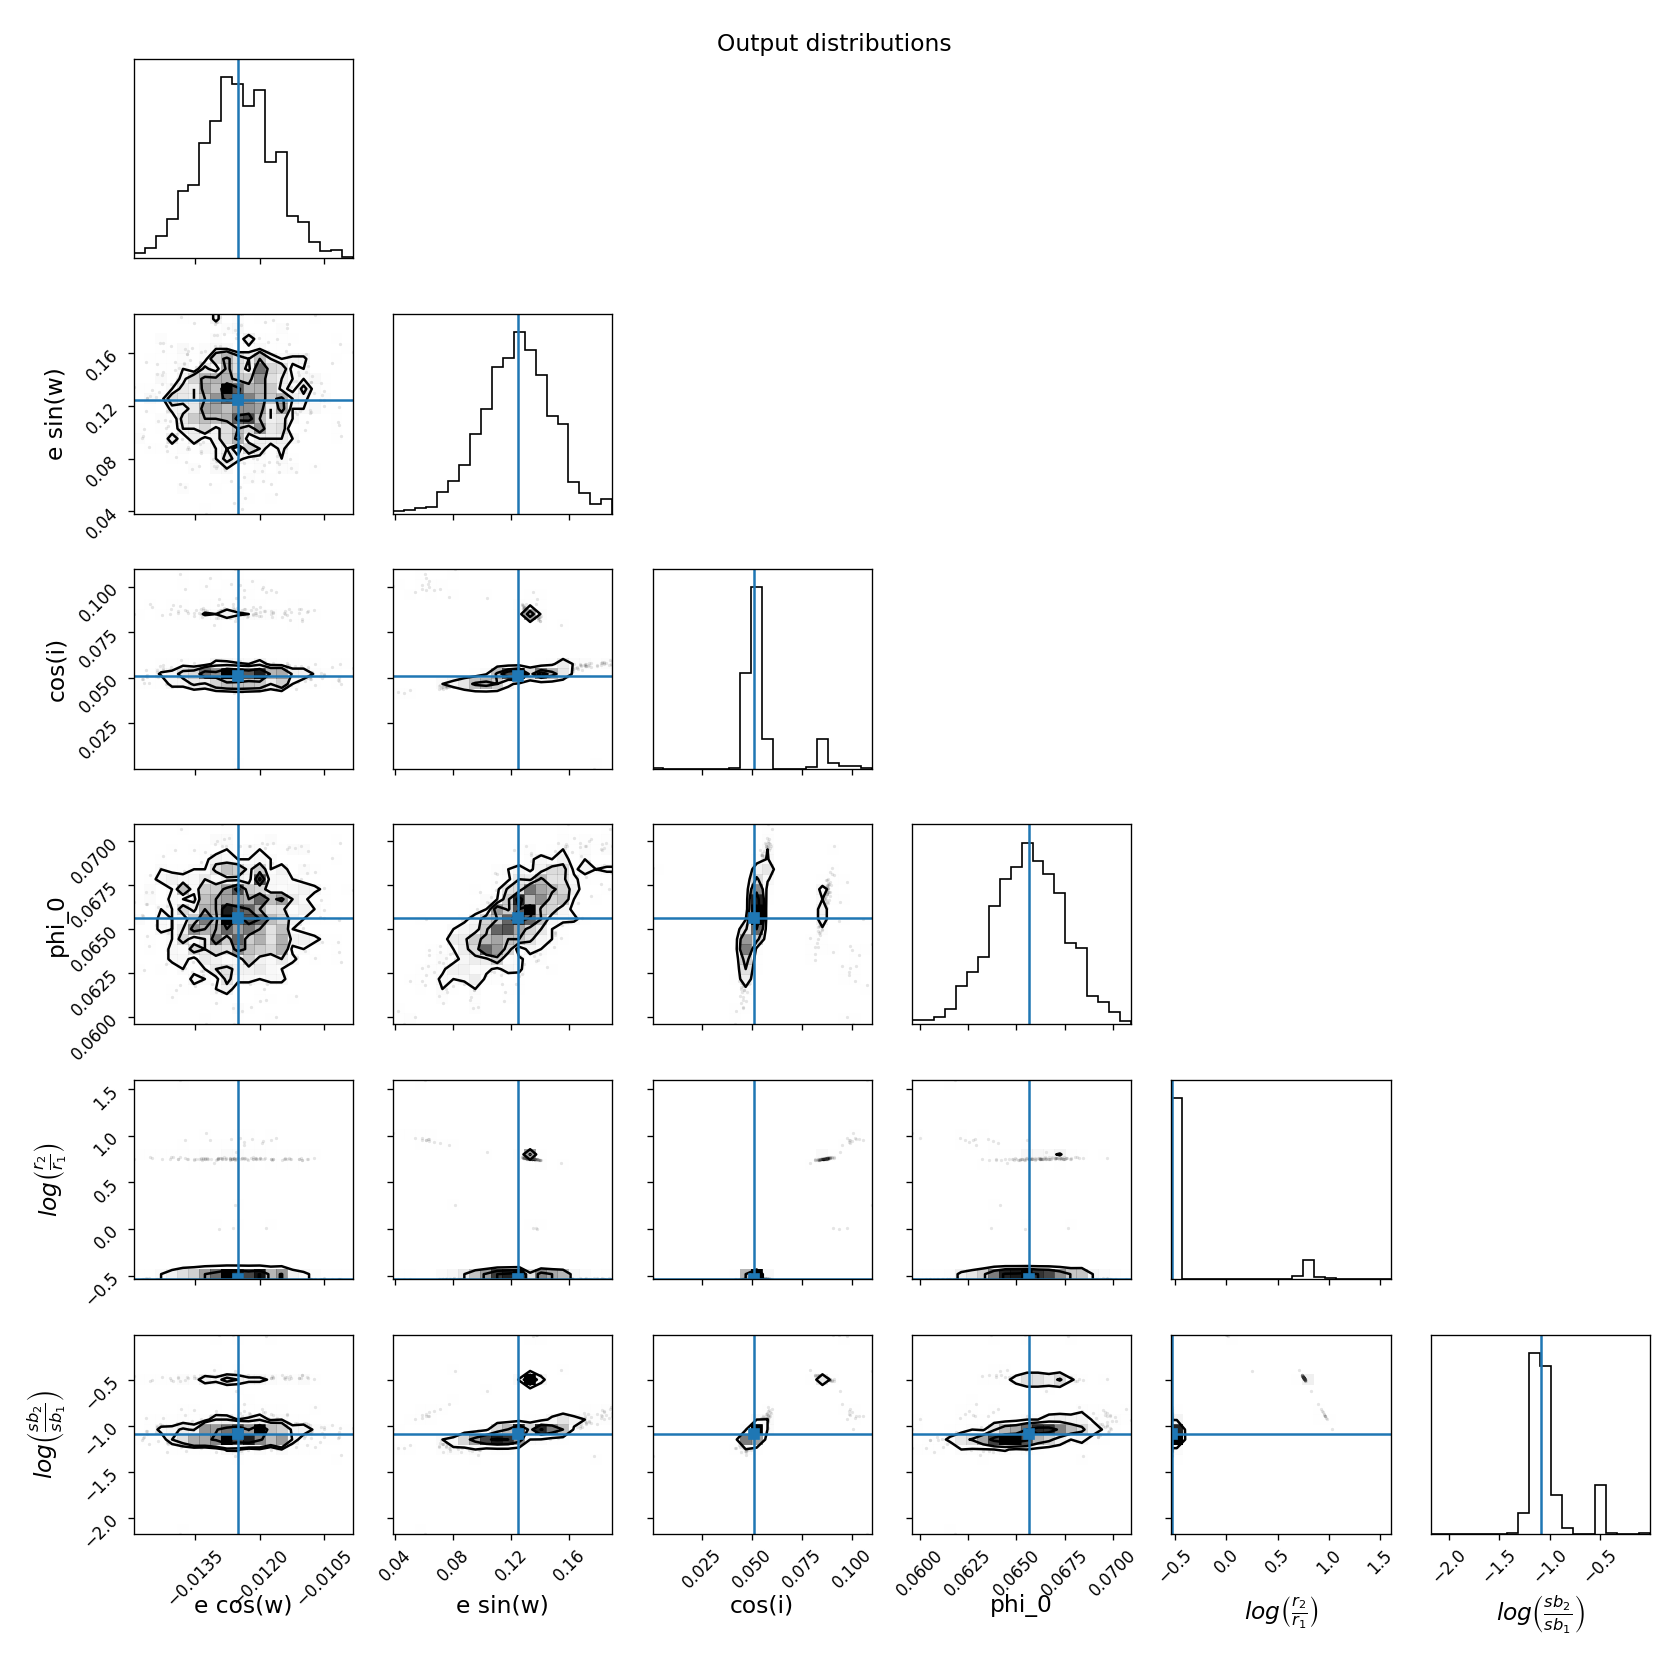 Output distributions
e sin(w)
0.16
0.12
0.08
0.04
cos(i)
0.100
0.075
0.050
0.025
phi_0
0.0700
0.0675
0.0650
0.0625
0.0600
log(r2/r1)
1.5
1.0
0.5
0.0
−0.5
log(sb2/sb1)
−0.5
−1.0
−1.5
−2.0
−0.0135 −0.0120 −0.0105 0.04 0.08 0.12 0.16 0.025 0.050 0.075 0.100 0.0600 0.0625 0.0650 0.0675 0.0700 −0.5 0.0 0.5 1.0 1.5 −2.0 −1.5 −1.0 −0.5
e cos(w) e sin(w) cos(i) phi_0 log(r2/r1) log(sb2/sb1)